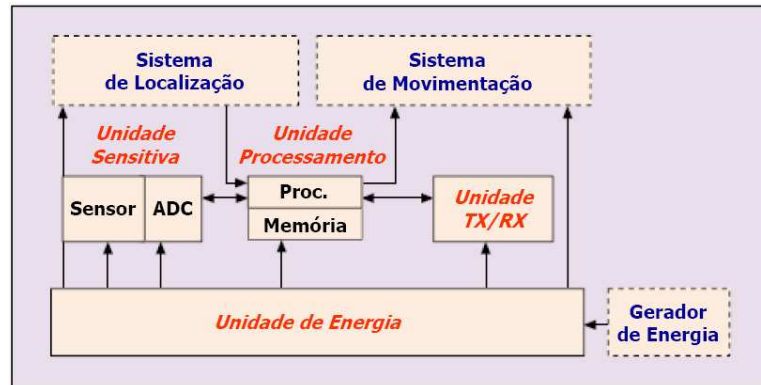 Sistema
de Localização
Sistema
de Movimentação
Unidade
Sensitiva
Unidade
Processamento
Sensor
ADC
Proc.
Memória
Unidade
TX/RX
Unidade de Energia
Gerador
de Energia